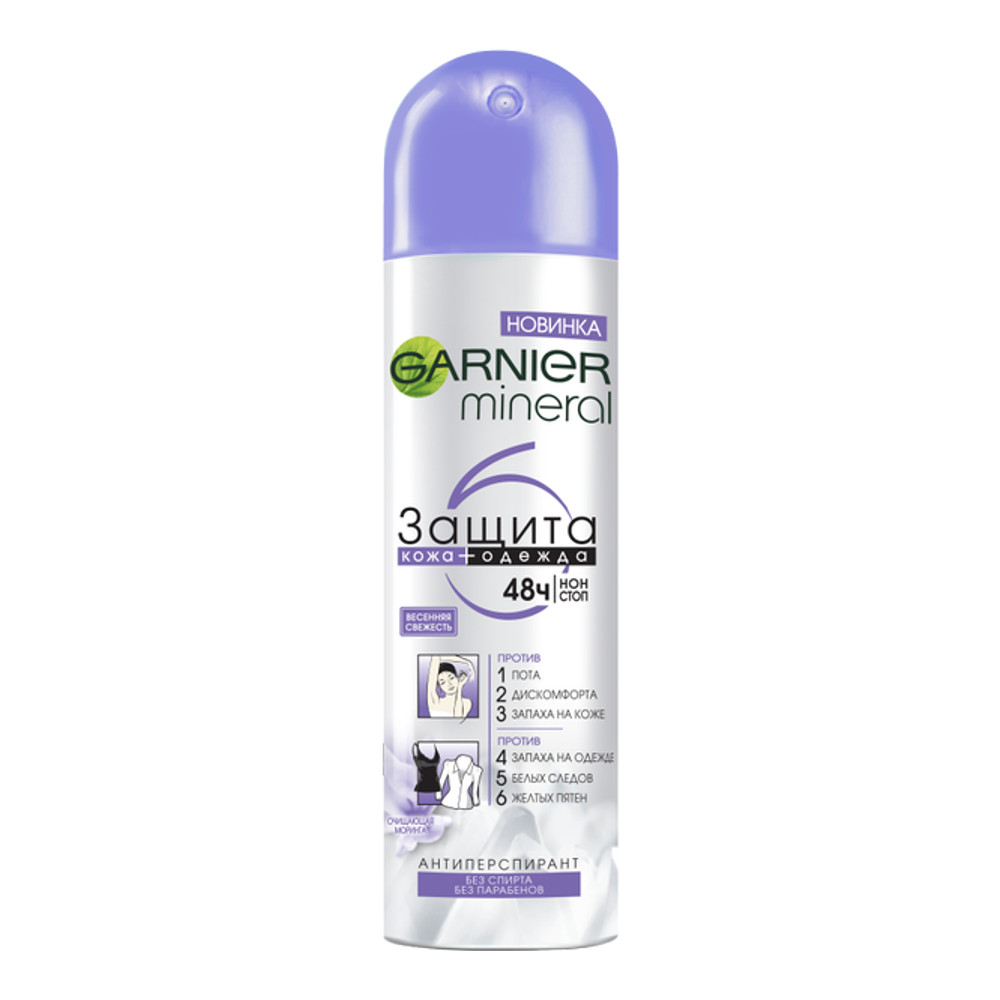 НОВИНКА
GARNIER
mineral
6
Защита
кожа+одежда
48ч НОН
СТОП
ВЕСЕННЯЯ
СВЕЖЕСТЬ
ПРОТИВ
1 ПОТА
2 ДИСКОМФОРТА
3 ЗАПАХА НА КОЖЕ
ПРОТИВ
4 ЗАПАХА НА ОДЕЖДЕ
5 БЕЛЫХ СЛЕДОВ
6 ЖЕЛТЫХ ПЯТЕН
ОЧИЩАЮЩАЯ
МОРИНГА
АНТИПЕРСПИРАНТ
БЕЗ СПИРТА
БЕЗ ПАРАБЕНОВ